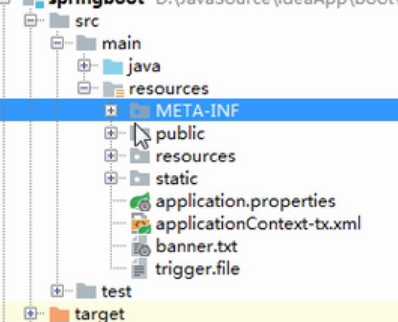 springboot D:\JavaSource\IdeaApp\boot
src
main
java
resources
META-INF
public
resources
static
application.properties
applicationContext-tx.xml
banner.txt
trigger.file
test
target